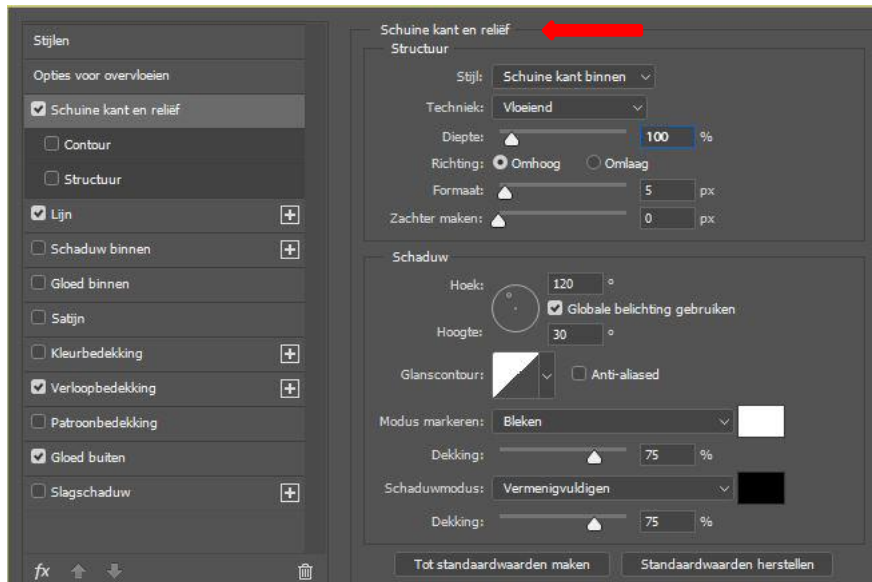 Stijlen
Opties voor overvloeien
Schuine kant en reliëf
Contour
Structuur
Lijn
Schaduw binnen
Gloed binnen
Satijn
Kleurbedekking
Verloopbedekking
Patroonbedekking
Gloed buiten
Slagschaduw
fx
Schuine kant en reliëf
Structuur
Stijl: Schuine kant binnen
Techniek: Vloeiend
Diepte: 100 %
Richting: Omhoog Omlaag
Formaat: 5 px
Zachter maken: 0 px
Schaduw
Hoek: 120 °
Globale belichting gebruiken
Hoogte: 30 °
Glanscontour: Anti-aliased
Modus markeren: Bleken
Dekking: 75 %
Schaduwmodus: Vermenigvuldigen
Dekking: 75 %
Tot standaardwaarden maken Standaardwaarden herstellen